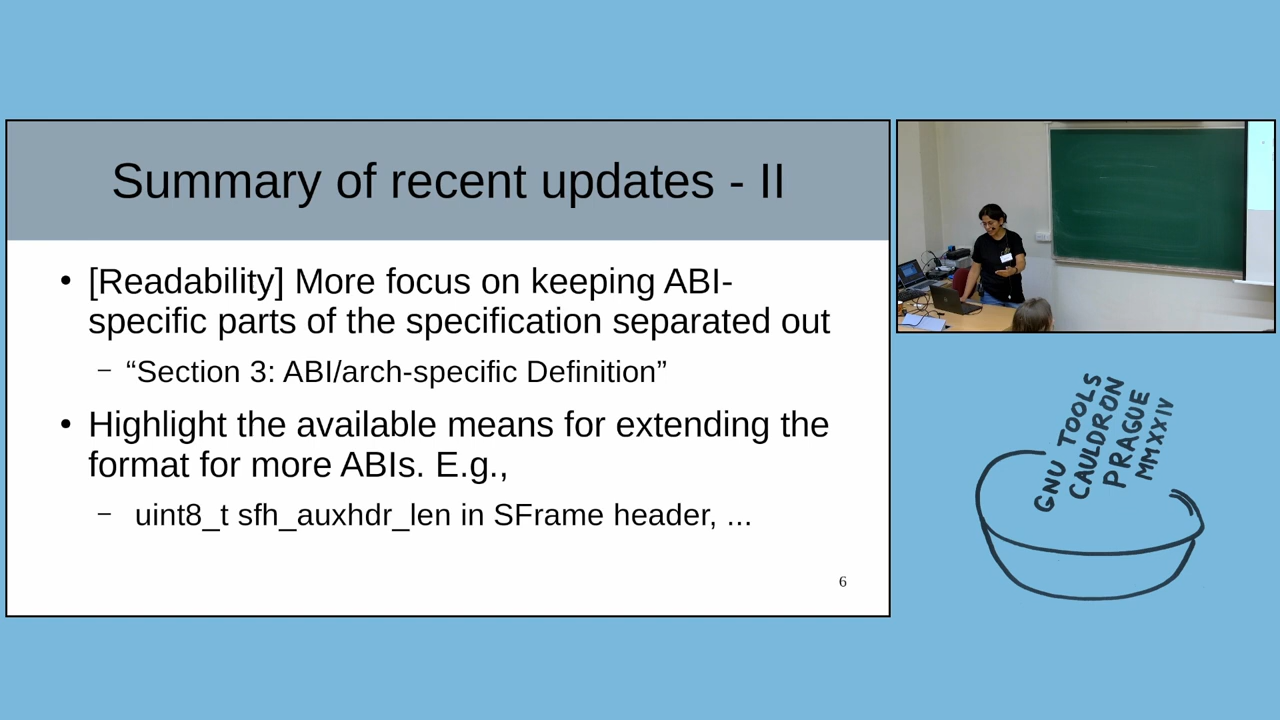 Summary of recent updates - II
• [Readability] More focus on keeping ABI-
specific parts of the specification separated out
– “Section 3: ABI/arch-specific Definition”
• Highlight the available means for extending the
format for more ABIs. E.g.,
– uint8_t sfh_auxhdr_len in SFrame header, ...
6
GNU TOOLS
CAULDRON
PRAGUE
MMXXIV